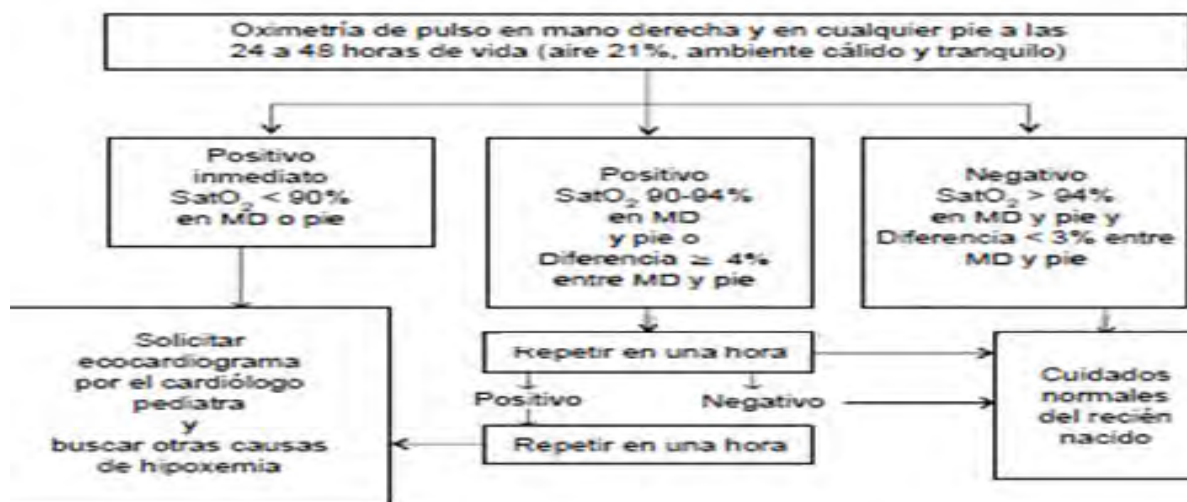 Oximetría de pulso en mano derecha y en cualquier pie a las
24 a 48 horas de vida (aire 21%, ambiente cálido y tranquilo)
Positivo
inmediato
SatO₂ < 90%
en MD o pie
Positivo
SatO₂ 90-94%
en MD
y pie o
Diferencia ≥ 4%
entre MD y pie
Negativo
SatO₂ > 94%
en MD y pie y
Diferencia < 3% entre
MD y pie
Solicitar
ecocardiograma
por el cardiólogo
pediatra
y
buscar otras causas
de hipoxemia
Repetir en una hora
Positivo
Negativo
Repetir en una hora
Cuidados
normales
del recién
nacido